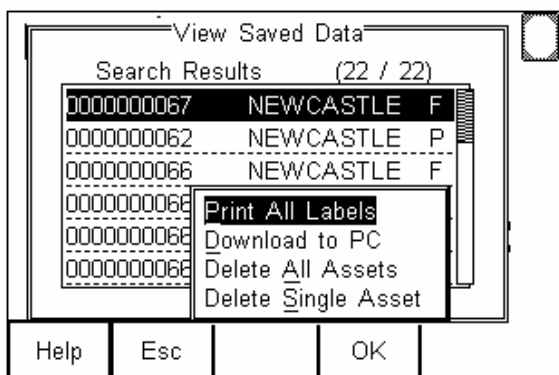 View Saved Data
Search Results (22 / 22)
0000000067 NEWCASTLE F
0000000062 NEWCASTLE P
0000000066 NEWCASTLE F
Print All Labels
Download to PC
Delete All Assets
Delete Single Asset
Help Esc OK